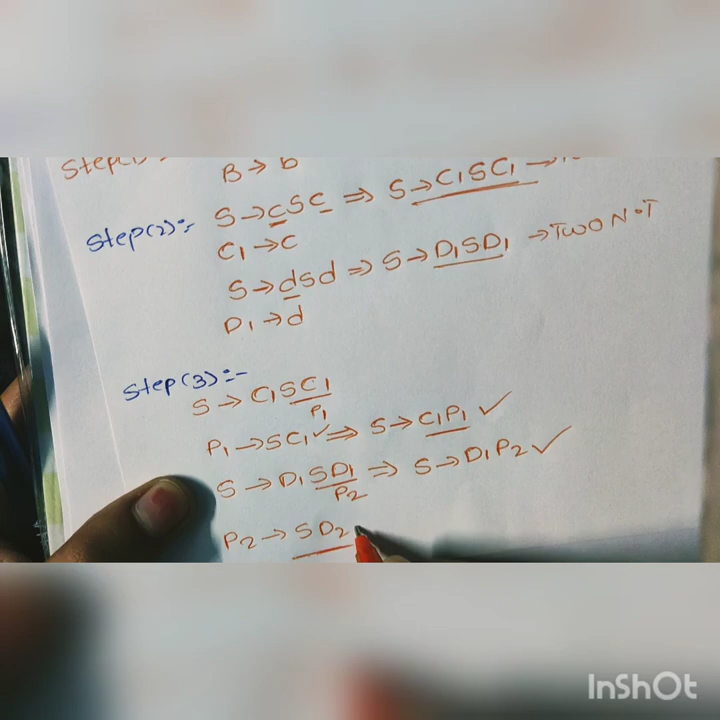 B → b
Step(2):- S → cSc ⇒ S → C₁SC₁ →
C₁ → c
S → dSd ⇒ S → D₁SD₁ → TWO N.T
D₁ → d
Step(3):-
S → C₁SC₁
P₁
P₁ → SC₁ ✓ ⇒ S → C₁P₁ ✓
S → D₁SD₁ ⇒ S → D₁P₂ ✓
P₂
P₂ → SD₂
InShOt